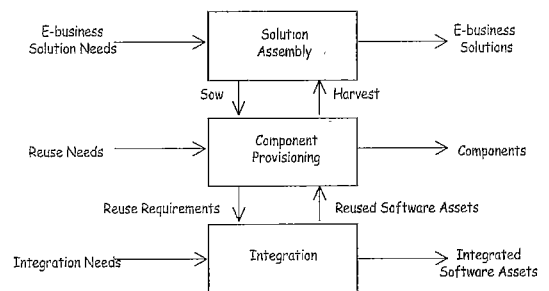 E-business
Solution Needs
Solution
Assembly
E-business
Solutions
Sow
Harvest
Reuse Needs
Component
Provisioning
Components
Reuse Requirements
Reused Software Assets
Integration Needs
Integration
Integrated
Software Assets